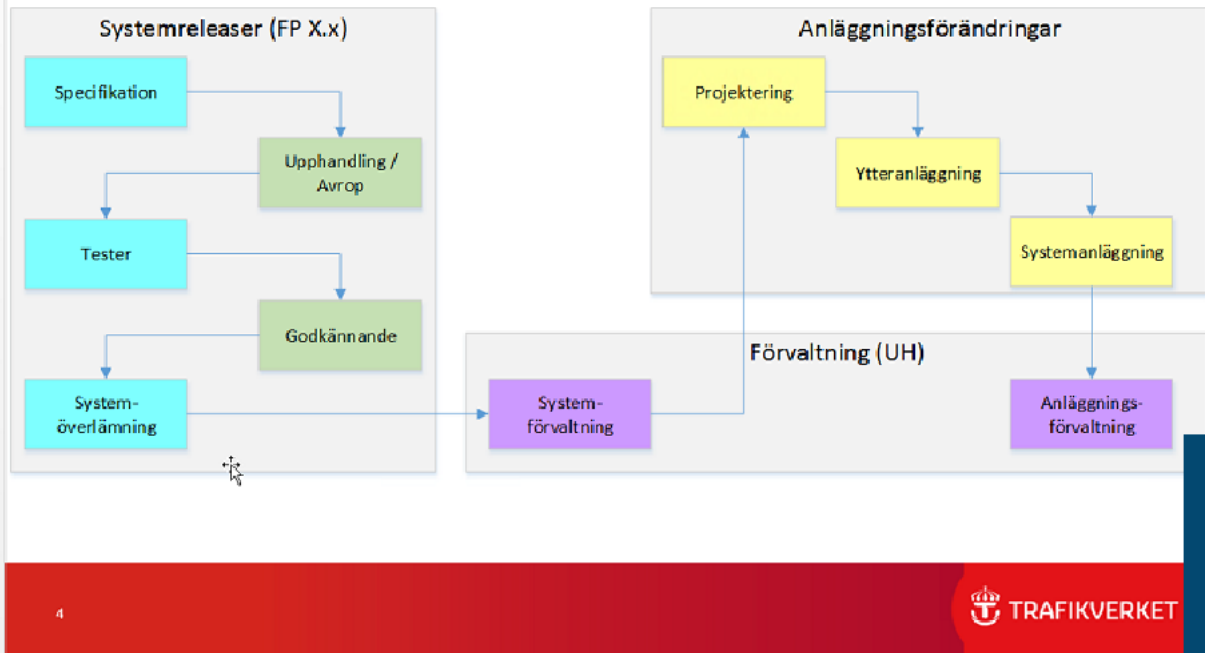 Systemreleaser (FP X.x)
Specifikation
Upphandling /
Avrop
Tester
Godkännande
System-
överlämning
Anläggningsförändringar
Projektering
Ytteranläggning
Systemanläggning
Förvaltning (UH)
System-
förvaltning
Anläggnings-
förvaltning
4
TRAFIKVERKET